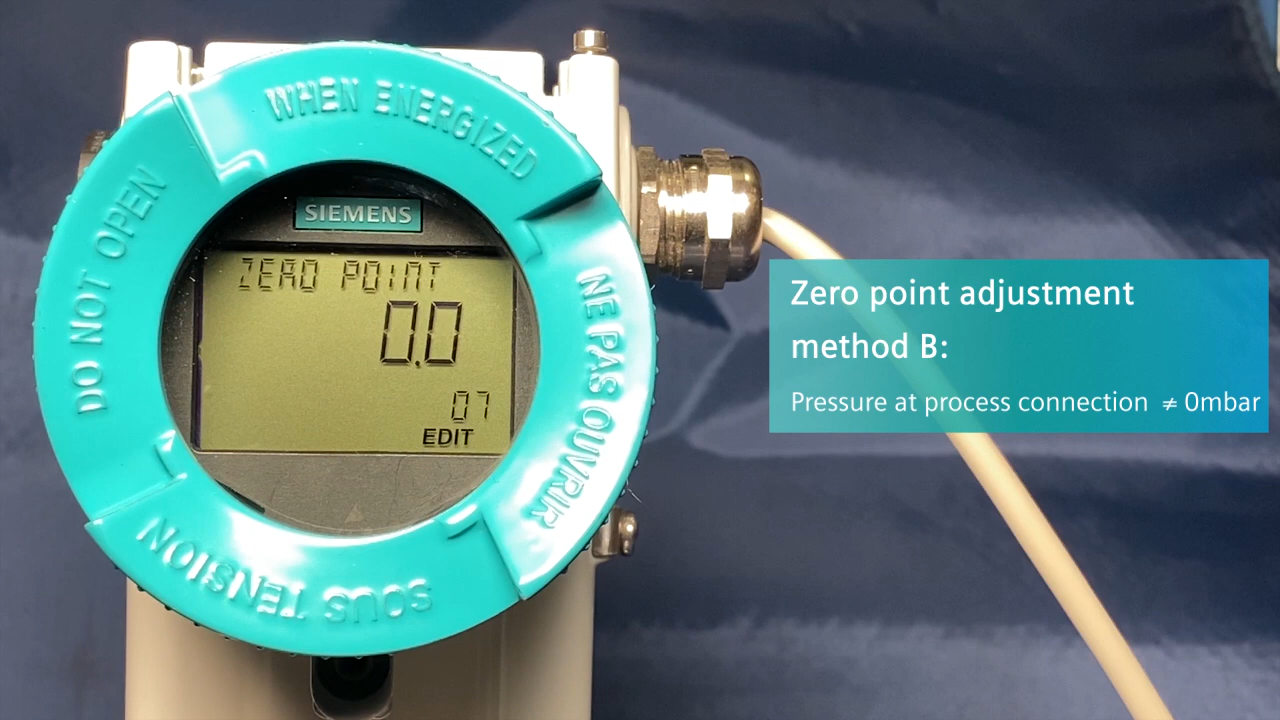 WHEN ENERGIZED
DO NOT OPEN
NE PAS OUVRIR
SOUS TENSION
SIEMENS
ZERO POINT
0.0
07
EDIT
Zero point adjustment
method B:
Pressure at process connection ≠ 0mbar